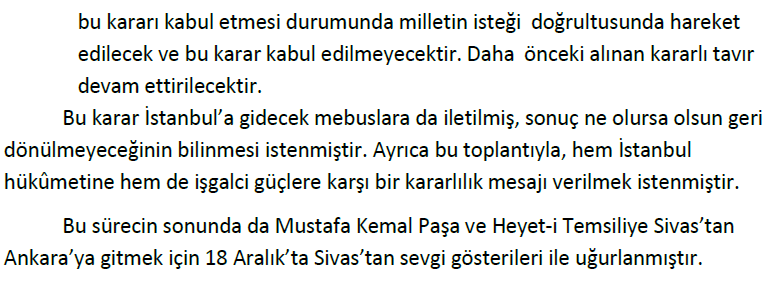 bu kararı kabul etmesi durumunda milletin isteği doğrultusunda hareket
edilecek ve bu karar kabul edilmeyecektir. Daha önceki alınan kararlı tavır
devam ettirilecektir.
Bu karar İstanbul’a gidecek mebuslara da iletilmiş, sonuç ne olursa olsun geri
dönülmeyeceğinin bilinmesi istenmiştir. Ayrıca bu toplantıyla, hem İstanbul
hükûmetine hem de işgalci güçlere karşı bir kararlılık mesajı verilmek istenmiştir.
Bu sürecin sonunda da Mustafa Kemal Paşa ve Heyet-i Temsiliye Sivas’tan
Ankara’ya gitmek için 18 Aralık’ta Sivas’tan sevgi gösterileri ile uğurlanmıştır.